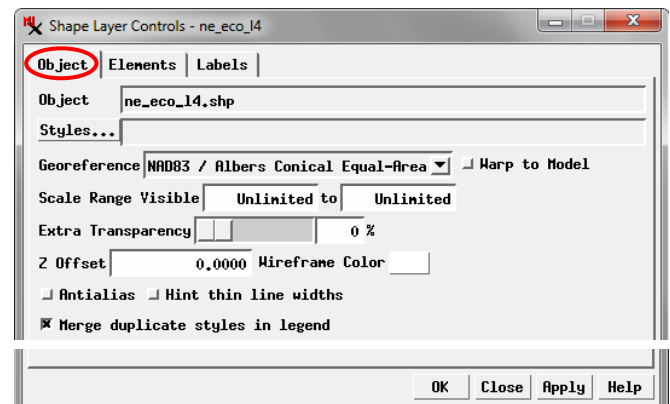 Shape Layer Controls - ne_eco_l4
Object Elements Labels
Object ne_eco_l4.shp
Styles...
Georeference NAD83 / Albers Conical Equal-Area Warp to Model
Scale Range Visible Unlimited to Unlimited
Extra Transparency 0 %
Z Offset 0.0000 Wireframe Color
Antialias Hint thin line widths
Merge duplicate styles in legend
OK Close Apply Help